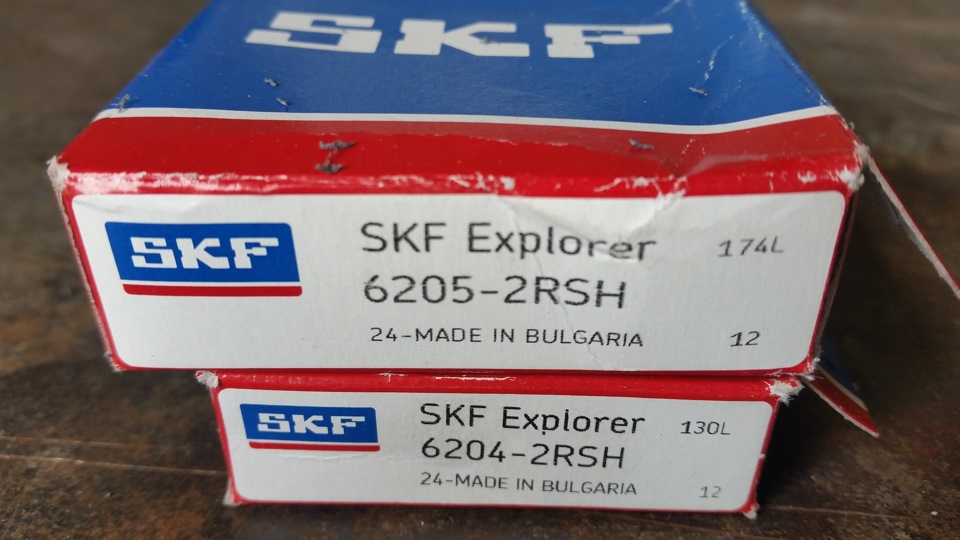 SKF
SKF
SKF Explorer 174L
6205-2RSH
24-MADE IN BULGARIA 12
SKF
SKF Explorer 130L
6204-2RSH
24-MADE IN BULGARIA 12